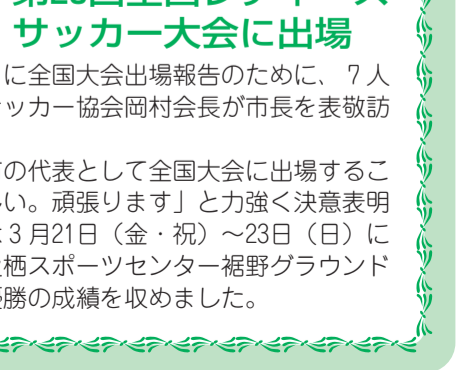 サッカー大会に出場
に全国大会出場報告のために、７人
ッカー協会岡村会長が市長を表敬訪
の代表として全国大会に出場するこ
い。頑張ります」と力強く決意表明
３月21日（金・祝）～23日（日）に
栖スポーツセンター裾野グラウンド
勝の成績を収めました。